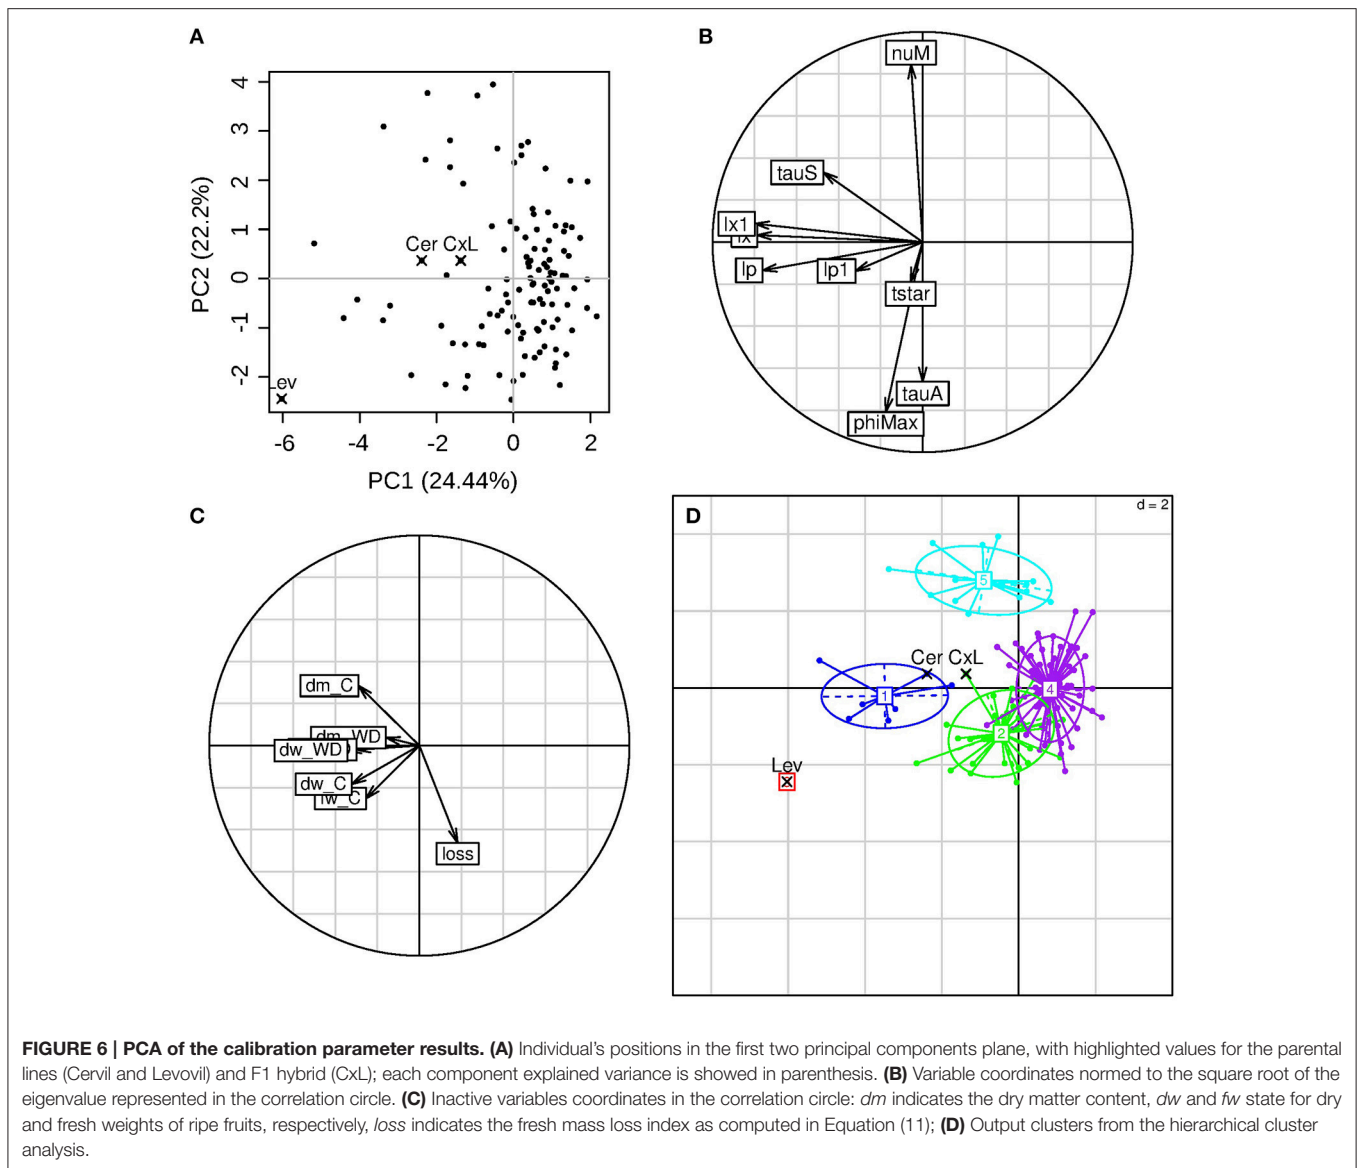 A
4
3
2
1
0
-1
-2
PC2 (22.2%)
Cer CxL
Lev
-6 -4 -2 0 2
PC1 (24.44%)
B
nuM
tauS
lx1
lx
lp
lp1
tstar
tauA
phiMax
C
dm_C
dm_WD
dw_WD
dw_C
fw_C
loss
D
d = 2
5
Cer CxL
1
4
2
Lev
FIGURE 6 | PCA of the calibration parameter results. (A) Individual's positions in the first two principal components plane, with highlighted values for the parental
lines (Cervil and Levovil) and F1 hybrid (CxL); each component explained variance is showed in parenthesis. (B) Variable coordinates normed to the square root of the
eigenvalue represented in the correlation circle. (C) Inactive variables coordinates in the correlation circle: dm indicates the dry matter content, dw and fw state for dry
and fresh weights of ripe fruits, respectively, loss indicates the fresh mass loss index as computed in Equation (11); (D) Output clusters from the hierarchical cluster
analysis.